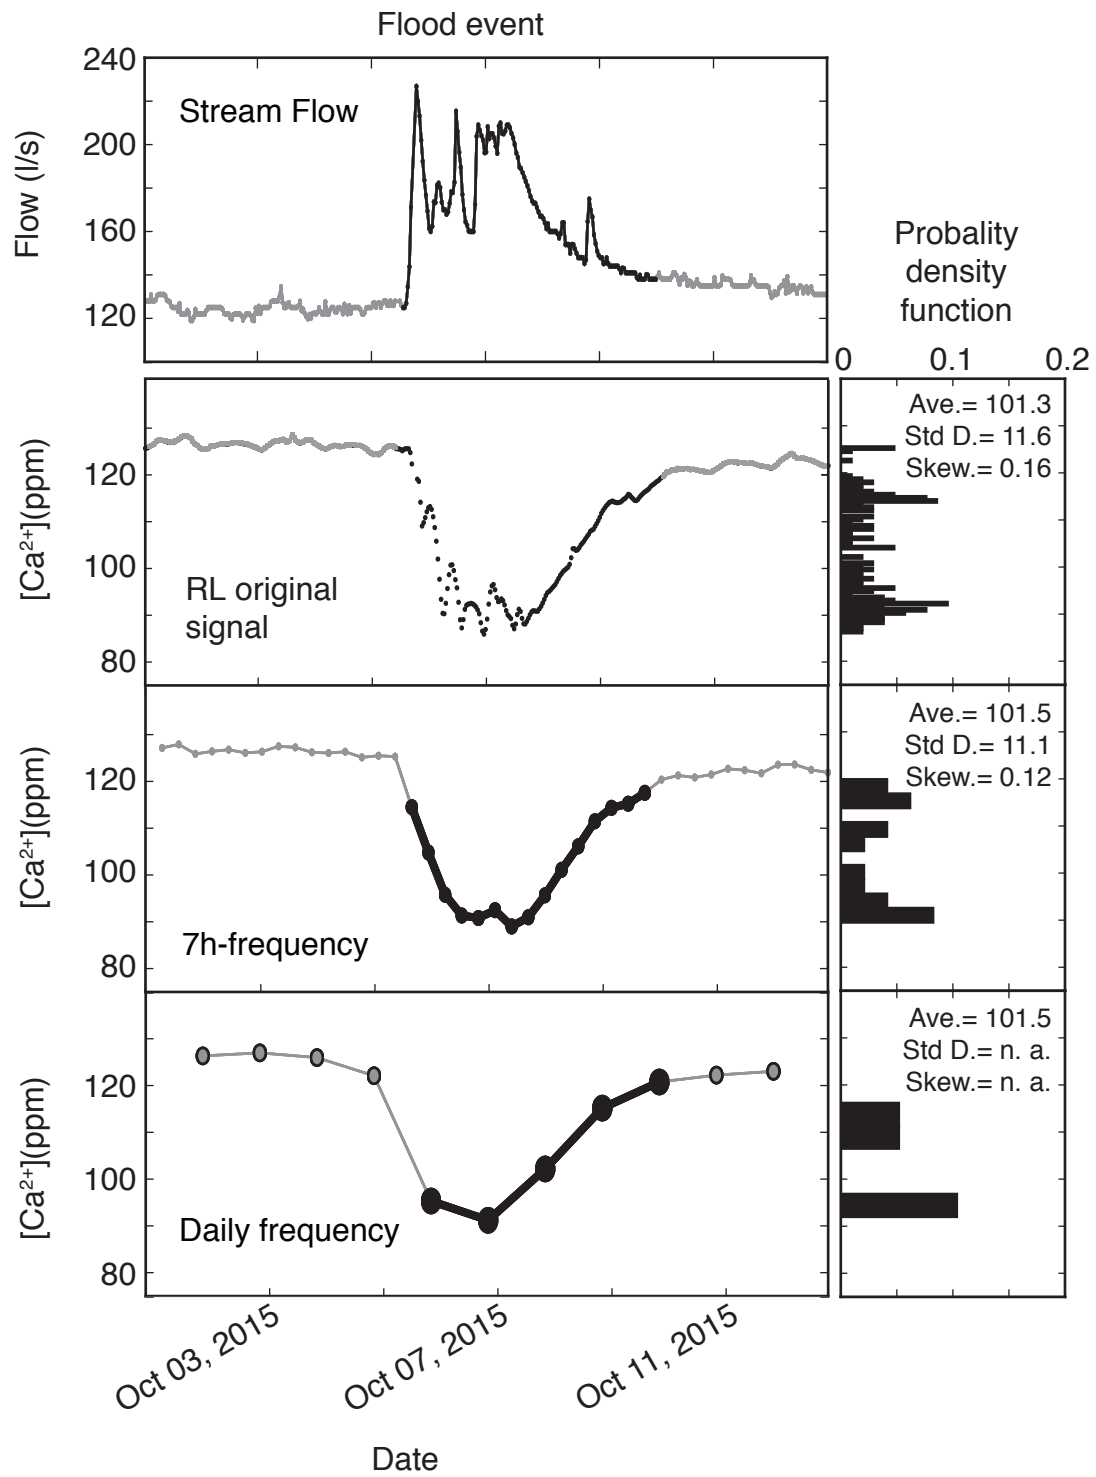 Flood event
240
200
160
120
Flow (l/s)
Stream Flow
Probality
density
function
0 0.1 0.2
120
100
80
[Ca²⁺](ppm)
RL original
signal
Ave.= 101.3
Std D.= 11.6
Skew.= 0.16
120
100
80
[Ca²⁺](ppm)
7h-frequency
Ave.= 101.5
Std D.= 11.1
Skew.= 0.12
120
100
80
[Ca²⁺](ppm)
Daily frequency
Ave.= 101.5
Std D.= n. a.
Skew.= n. a.
Oct 03, 2015
Oct 07, 2015
Oct 11, 2015
Date